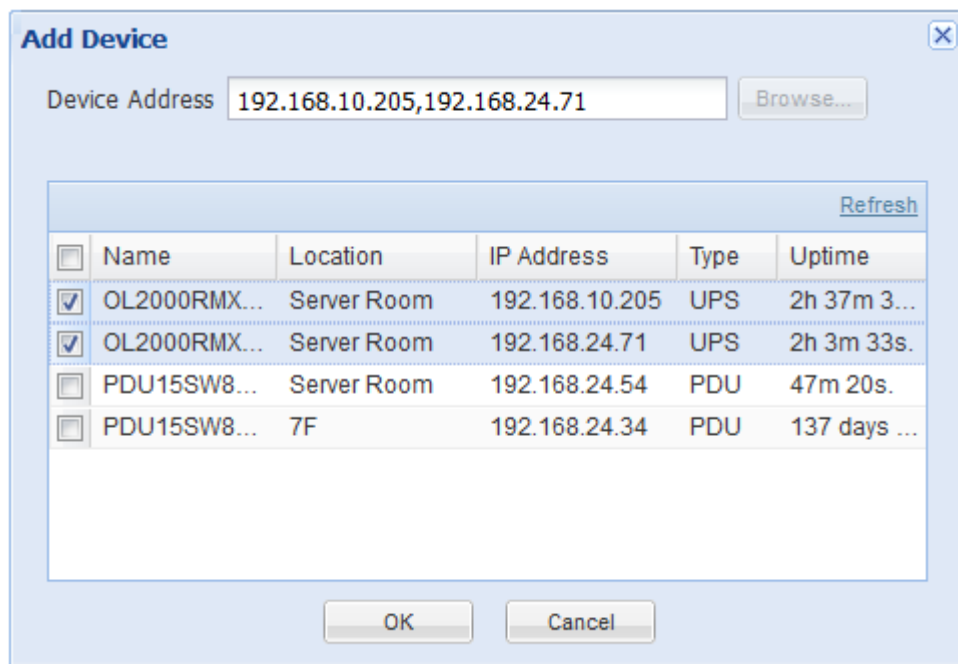 Add Device
Device Address 192.168.10.205,192.168.24.71 Browse...
Refresh
Name Location IP Address Type Uptime
OL2000RMX... Server Room 192.168.10.205 UPS 2h 37m 3...
OL2000RMX... Server Room 192.168.24.71 UPS 2h 3m 33s.
PDU15SW8... Server Room 192.168.24.54 PDU 47m 20s.
PDU15SW8... 7F 192.168.24.34 PDU 137 days ...
OK Cancel